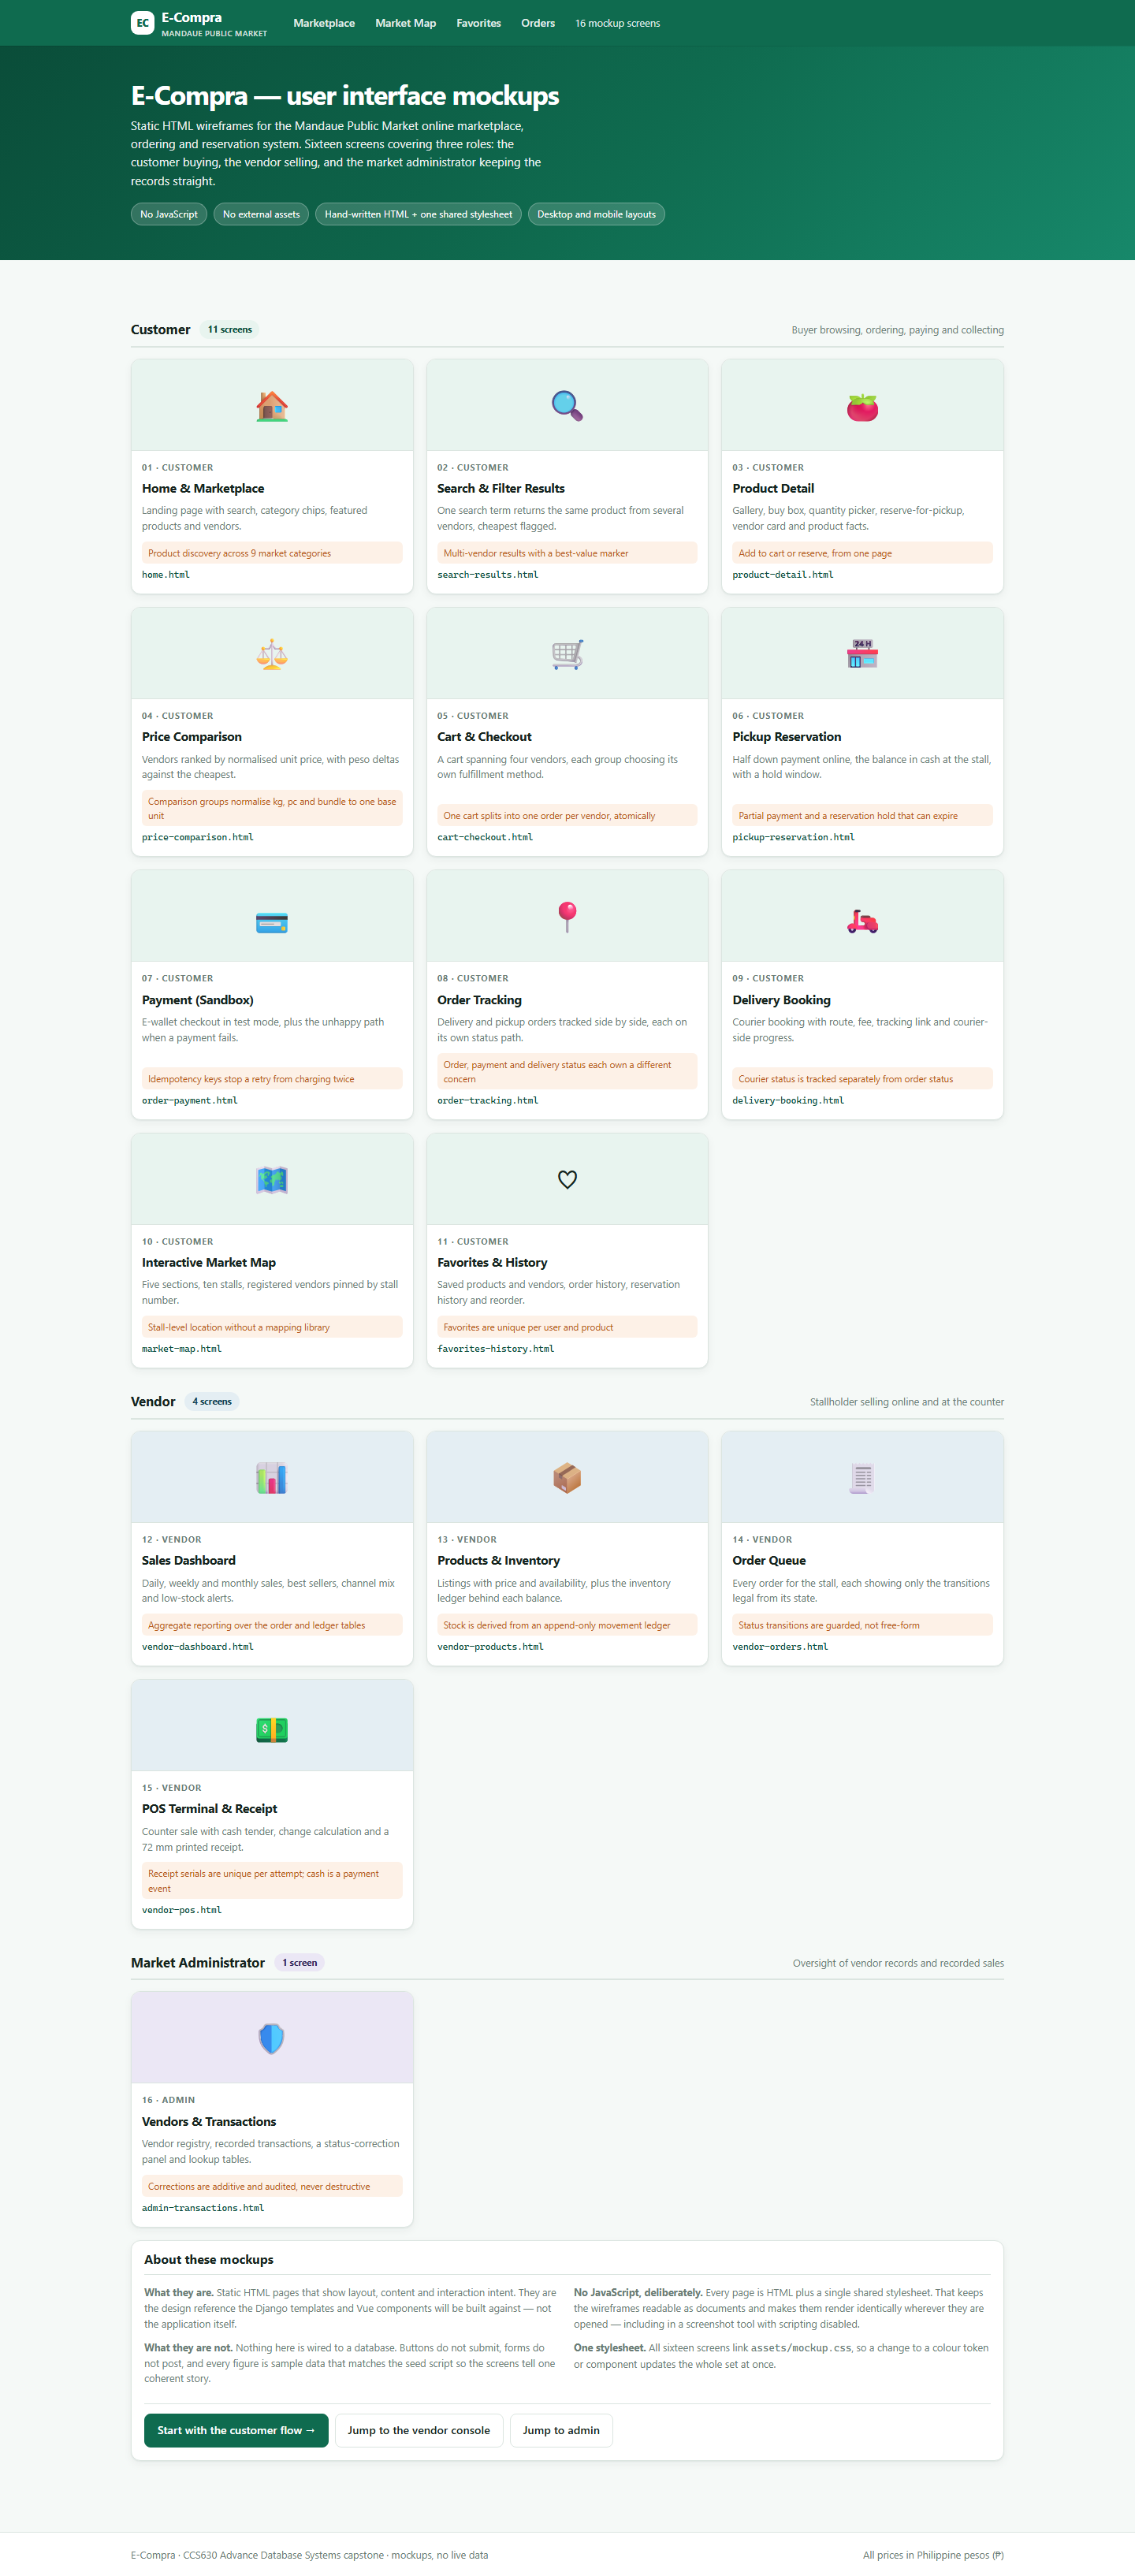 EC
E-Compra
MANDAUE PUBLIC MARKET
Marketplace
Market Map
Favorites
Orders
16 mockup screens
E-Compra — user interface mockups
Static HTML wireframes for the Mandaue Public Market online marketplace,
ordering and reservation system. Sixteen screens covering three roles: the
customer buying, the vendor selling, and the market administrator keeping the
records straight.
No JavaScript
No external assets
Hand-written HTML + one shared stylesheet
Desktop and mobile layouts
Customer
11 screens
Buyer browsing, ordering, paying and collecting
01 · CUSTOMER
Home & Marketplace
Landing page with search, category chips, featured
products and vendors.
Product discovery across 9 market categories
home.html
02 · CUSTOMER
Search & Filter Results
One search term returns the same product from several
vendors, cheapest flagged.
Multi-vendor results with a best-value marker
search-results.html
03 · CUSTOMER
Product Detail
Gallery, buy box, quantity picker, reserve-for-pickup,
vendor card and product facts.
Add to cart or reserve, from one page
product-detail.html
04 · CUSTOMER
Price Comparison
Vendors ranked by normalised unit price, with peso deltas
against the cheapest.
Comparison groups normalise kg, pc and bundle to one base
unit
price-comparison.html
05 · CUSTOMER
Cart & Checkout
A cart spanning four vendors, each group choosing its
own fulfillment method.
One cart splits into one order per vendor, atomically
cart-checkout.html
24 H
06 · CUSTOMER
Pickup Reservation
Half down payment online, the balance in cash at the stall,
with a hold window.
Partial payment and a reservation hold that can expire
pickup-reservation.html
07 · CUSTOMER
Payment (Sandbox)
E-wallet checkout in test mode, plus the unhappy path
when a payment fails.
Idempotency keys stop a retry from charging twice
order-payment.html
08 · CUSTOMER
Order Tracking
Delivery and pickup orders tracked side by side, each on
its own status path.
Order, payment and delivery status each own a different
concern
order-tracking.html
09 · CUSTOMER
Delivery Booking
Courier booking with route, fee, tracking link and courier-
side progress.
Courier status is tracked separately from order status
delivery-booking.html
10 · CUSTOMER
Interactive Market Map
Five sections, ten stalls, registered vendors pinned by stall
number.
Stall-level location without a mapping library
market-map.html
11 · CUSTOMER
Favorites & History
Saved products and vendors, order history, reservation
history and reorder.
Favorites are unique per user and product
favorites-history.html
Vendor
4 screens
Stallholder selling online and at the counter
12 · VENDOR
Sales Dashboard
Daily, weekly and monthly sales, best sellers, channel mix
and low-stock alerts.
Aggregate reporting over the order and ledger tables
vendor-dashboard.html
13 · VENDOR
Products & Inventory
Listings with price and availability, plus the inventory
ledger behind each balance.
Stock is derived from an append-only movement ledger
vendor-products.html
14 · VENDOR
Order Queue
Every order for the stall, each showing only the transitions
legal from its state.
Status transitions are guarded, not free-form
vendor-orders.html
15 · VENDOR
POS Terminal & Receipt
Counter sale with cash tender, change calculation and a
72 mm printed receipt.
Receipt serials are unique per attempt; cash is a payment
event
vendor-pos.html
Market Administrator
1 screen
Oversight of vendor records and recorded sales
16 · ADMIN
Vendors & Transactions
Vendor registry, recorded transactions, a status-correction
panel and lookup tables.
Corrections are additive and audited, never destructive
admin-transactions.html
About these mockups
What they are. Static HTML pages that show layout, content and interaction intent. They are
the design reference the Django templates and Vue components will be built against — not
the application itself.
What they are not. Nothing here is wired to a database. Buttons do not submit, forms do
not post, and every figure is sample data that matches the seed script so the screens tell one
coherent story.
No JavaScript, deliberately. Every page is HTML plus a single shared stylesheet. That keeps
the wireframes readable as documents and makes them render identically wherever they are
opened — including in a screenshot tool with scripting disabled.
One stylesheet. All sixteen screens link assets/mockup.css, so a change to a colour token
or component updates the whole set at once.
Start with the customer flow →
Jump to the vendor console
Jump to admin
E-Compra · CCS630 Advance Database Systems capstone · mockups, no live data
All prices in Philippine pesos (₱)